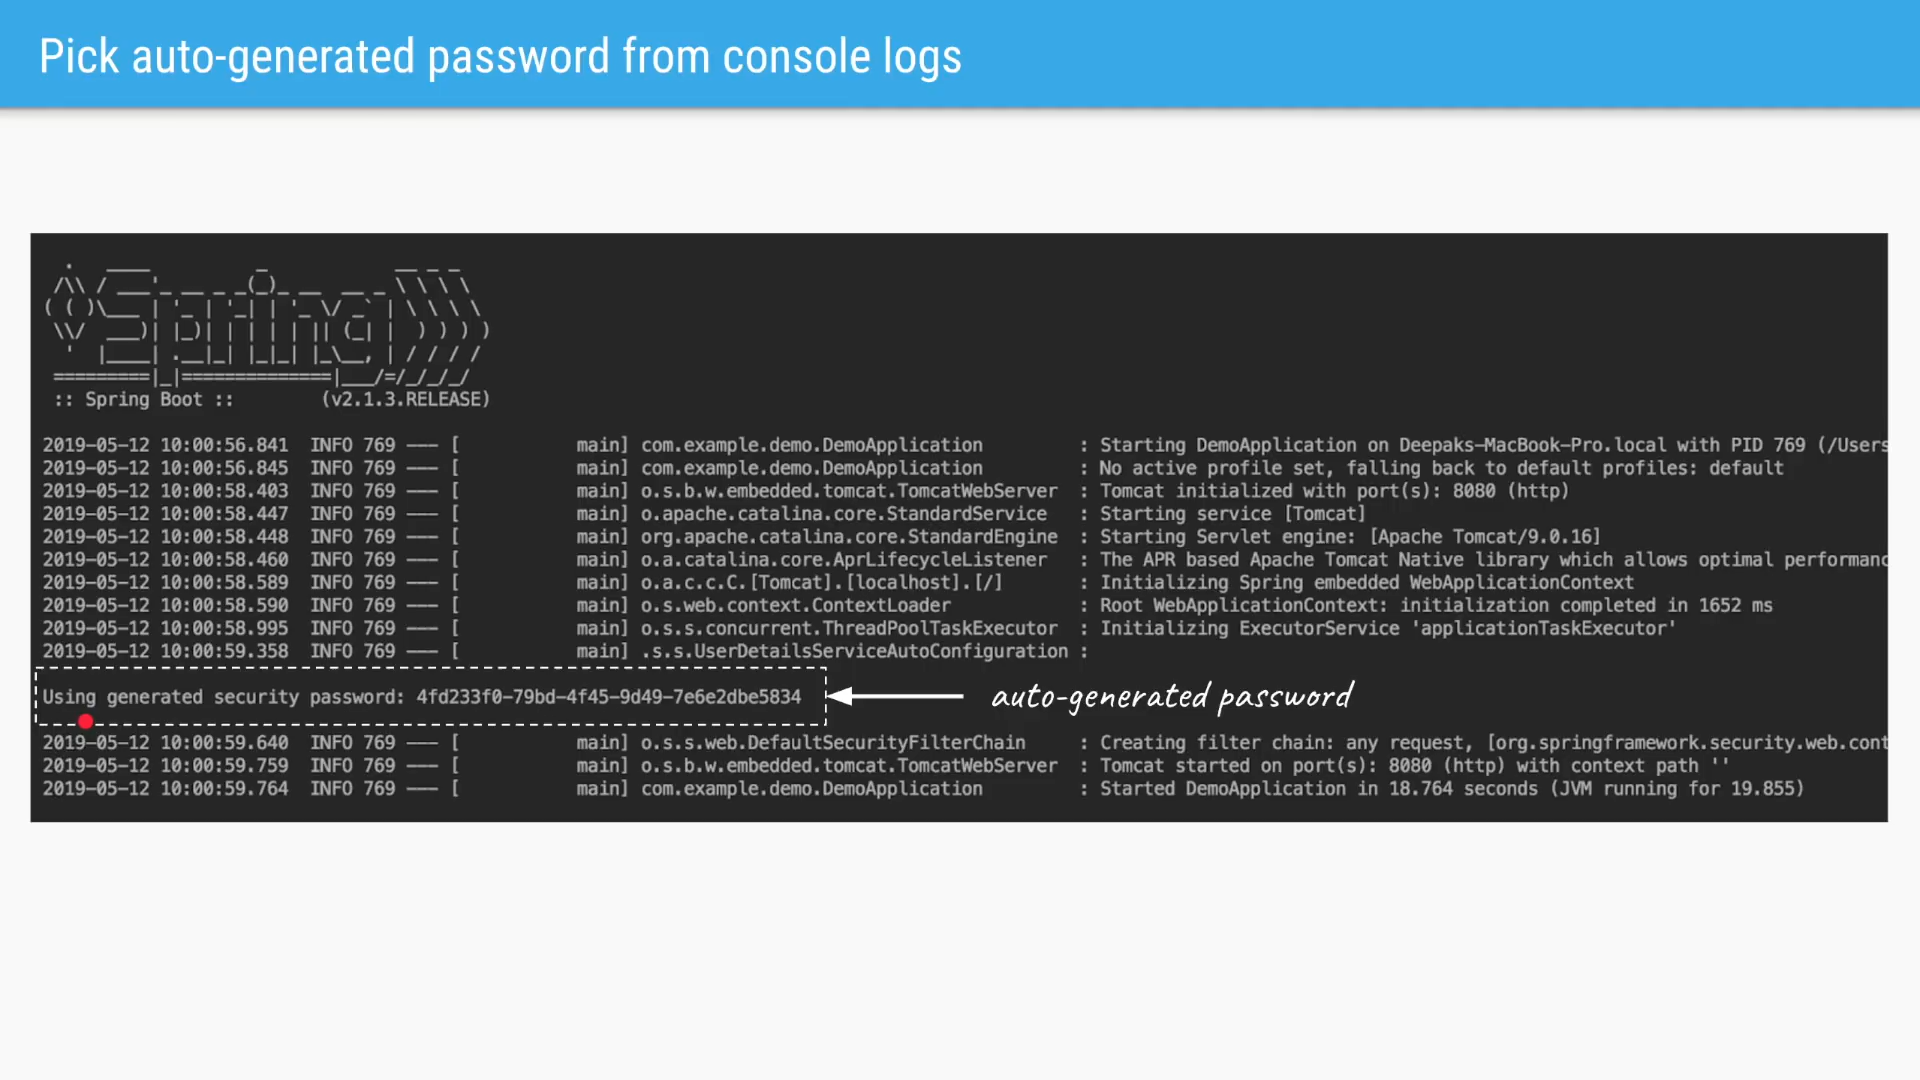 Pick auto-generated password from console logs
:: Spring Boot ::        (v2.1.3.RELEASE)
2019-05-12 10:00:56.841  INFO 769 --- [           main] com.example.demo.DemoApplication         : Starting DemoApplication on Deepaks-MacBook-Pro.local with PID 769 (/Users
2019-05-12 10:00:56.845  INFO 769 --- [           main] com.example.demo.DemoApplication         : No active profile set, falling back to default profiles: default
2019-05-12 10:00:58.403  INFO 769 --- [           main] o.s.b.w.embedded.tomcat.TomcatWebServer  : Tomcat initialized with port(s): 8080 (http)
2019-05-12 10:00:58.447  INFO 769 --- [           main] o.apache.catalina.core.StandardService   : Starting service [Tomcat]
2019-05-12 10:00:58.448  INFO 769 --- [           main] org.apache.catalina.core.StandardEngine  : Starting Servlet engine: [Apache Tomcat/9.0.16]
2019-05-12 10:00:58.460  INFO 769 --- [           main] o.a.catalina.core.AprLifecycleListener   : The APR based Apache Tomcat Native library which allows optimal performanc
2019-05-12 10:00:58.589  INFO 769 --- [           main] o.a.c.c.C.[Tomcat].[localhost].[/]       : Initializing Spring embedded WebApplicationContext
2019-05-12 10:00:58.590  INFO 769 --- [           main] o.s.web.context.ContextLoader            : Root WebApplicationContext: initialization completed in 1652 ms
2019-05-12 10:00:58.995  INFO 769 --- [           main] o.s.s.concurrent.ThreadPoolTaskExecutor  : Initializing ExecutorService 'applicationTaskExecutor'
2019-05-12 10:00:59.358  INFO 769 --- [           main] .s.s.UserDetailsServiceAutoConfiguration :
Using generated security password: 4fd233f0-79bd-4f45-9d49-7e6e2dbe5834
auto-generated password
2019-05-12 10:00:59.640  INFO 769 --- [           main] o.s.s.web.DefaultSecurityFilterChain     : Creating filter chain: any request, [org.springframework.security.web.cont
2019-05-12 10:00:59.759  INFO 769 --- [           main] o.s.b.w.embedded.tomcat.TomcatWebServer  : Tomcat started on port(s): 8080 (http) with context path ''
2019-05-12 10:00:59.764  INFO 769 --- [           main] com.example.demo.DemoApplication         : Started DemoApplication in 18.764 seconds (JVM running for 19.855)